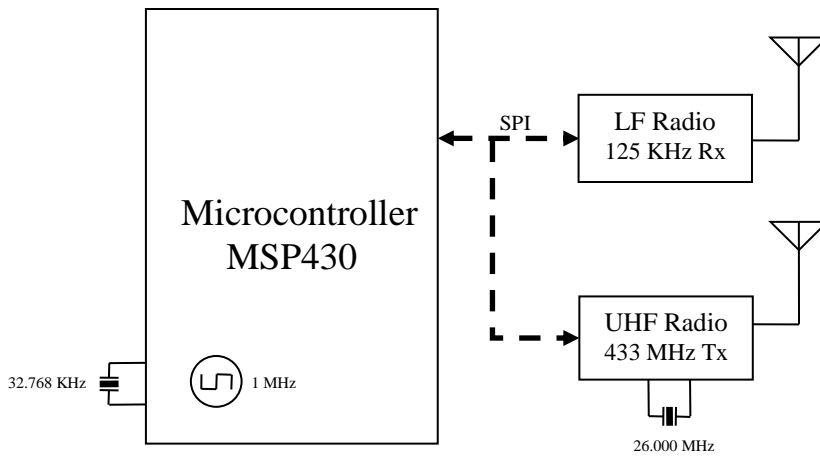 SPI
LF Radio
125 KHz Rx
Microcontroller
MSP430
UHF Radio
433 MHz Tx
32.768 KHz
1 MHz
26.000 MHz